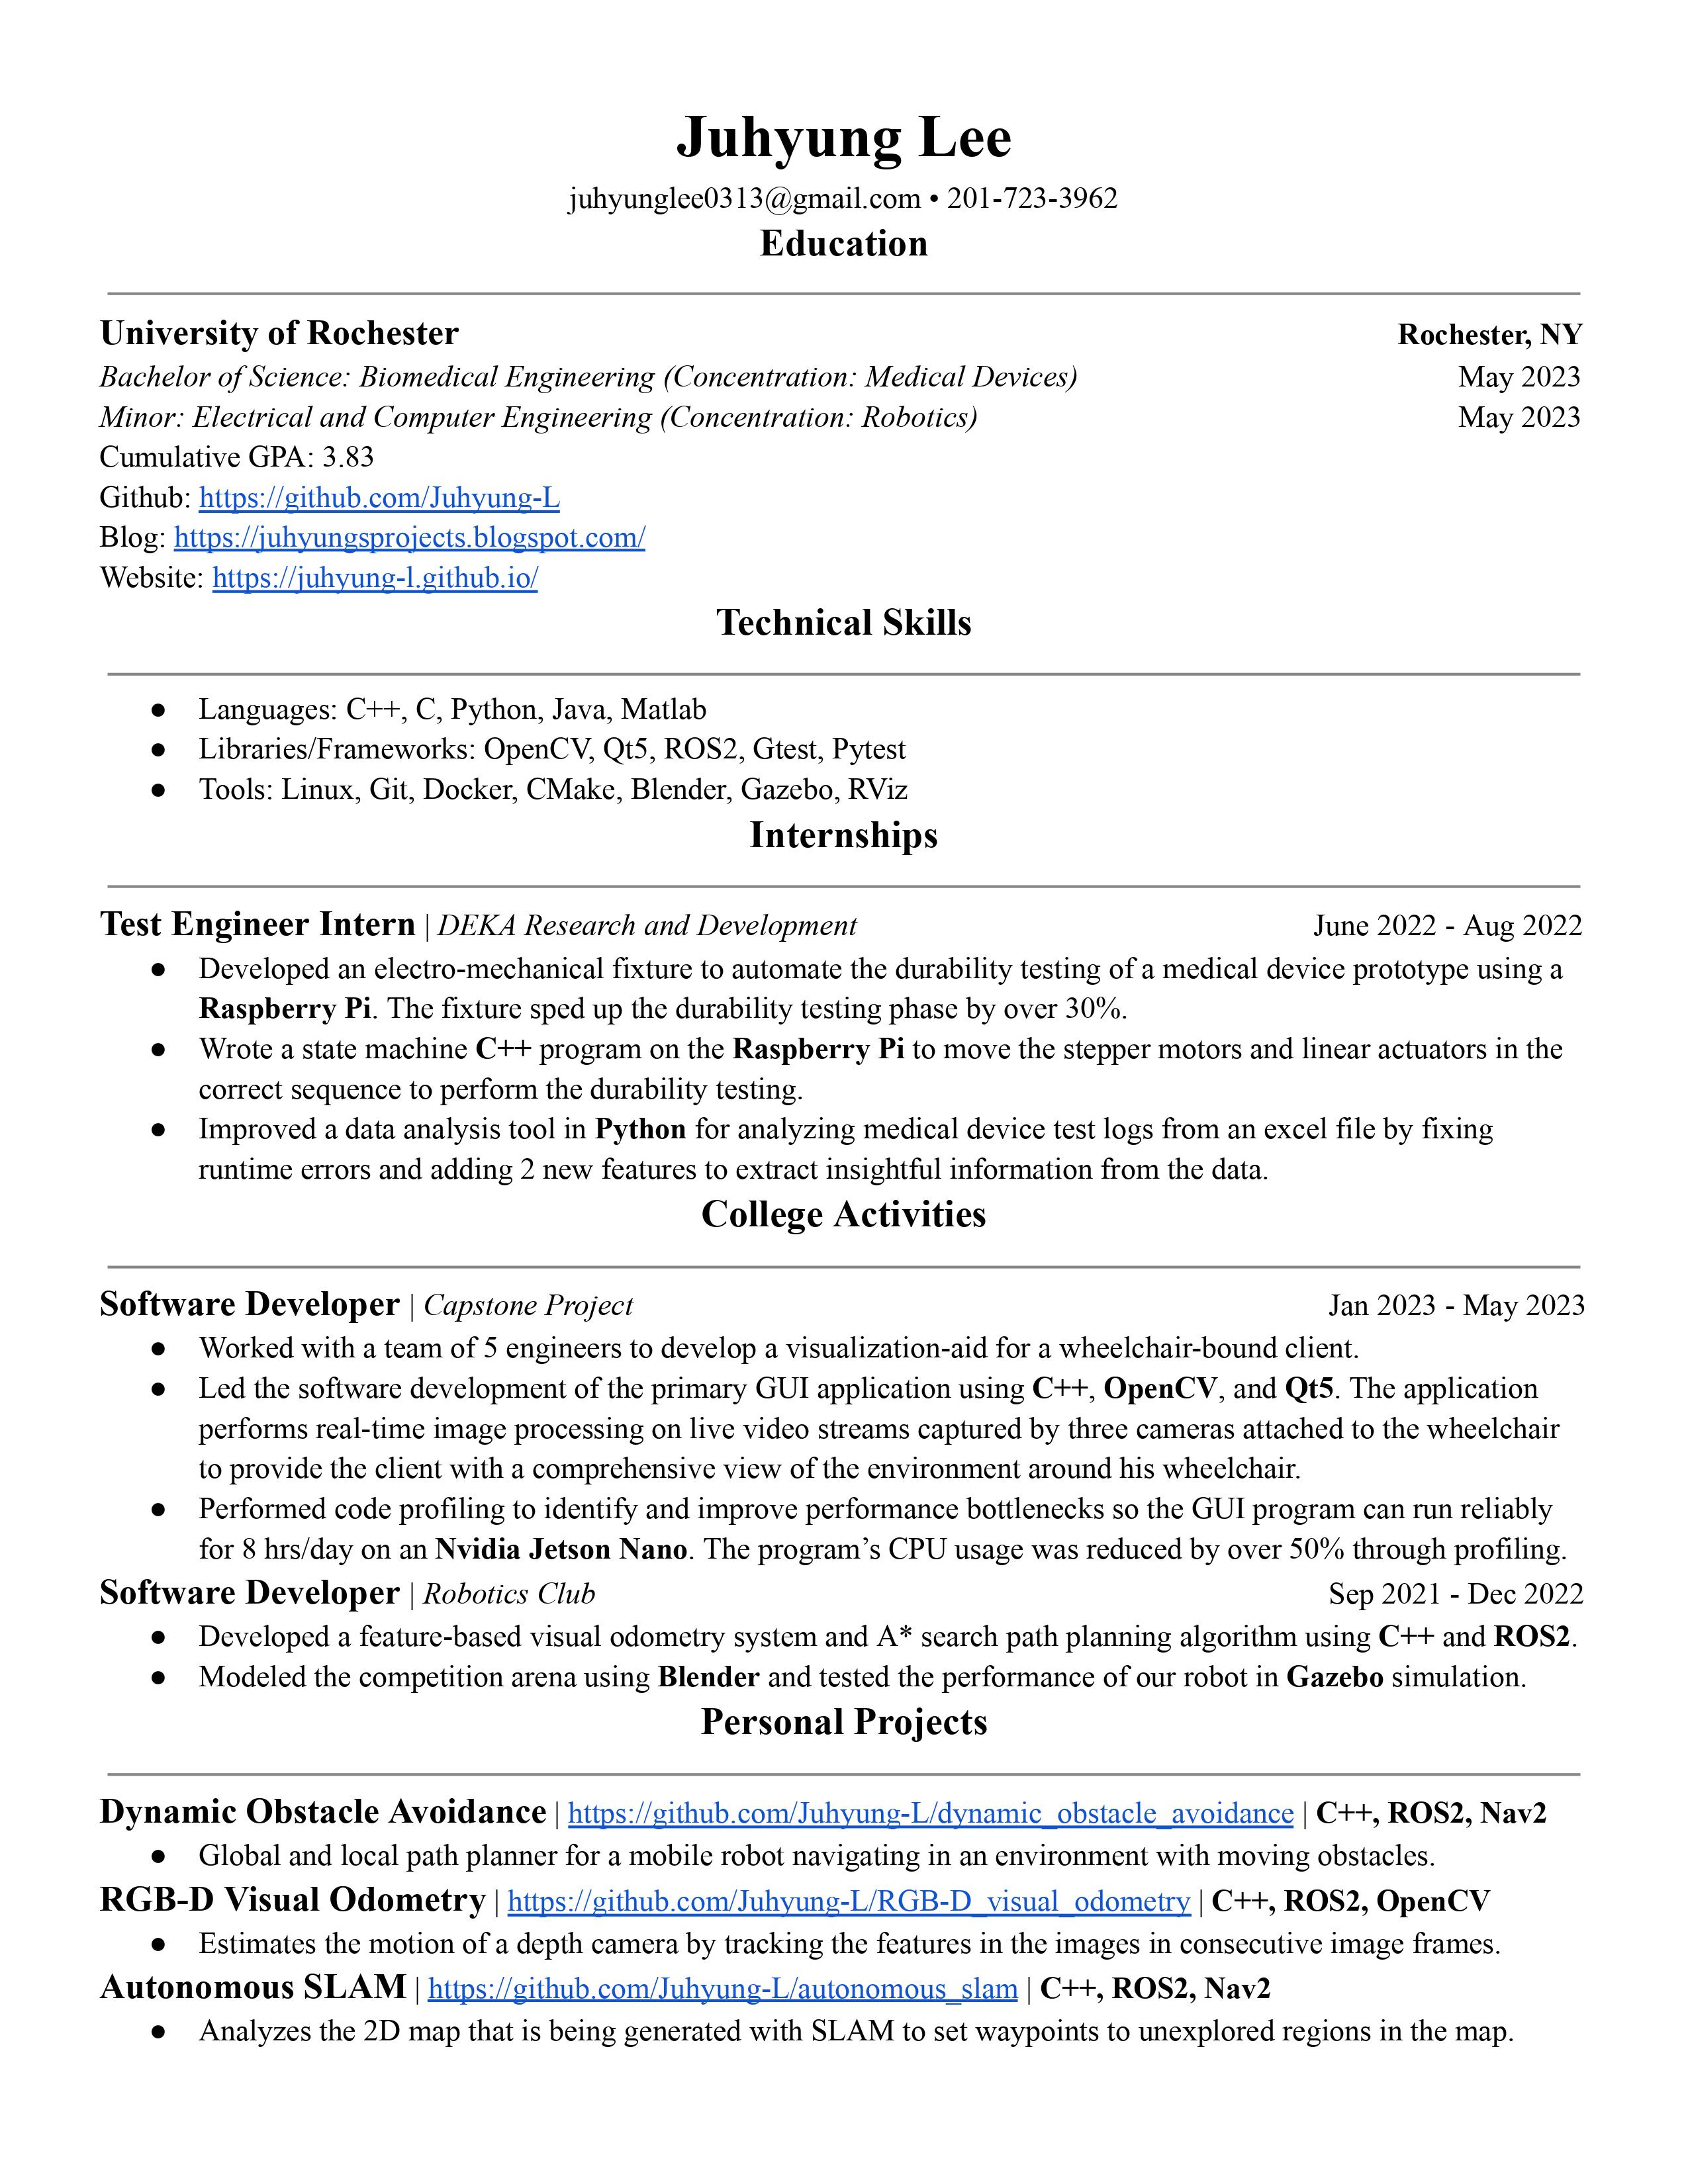 Juhyung Lee
juhyunglee0313@gmail.com • 201-723-3962
Education
University of Rochester Rochester, NY
Bachelor of Science: Biomedical Engineering (Concentration: Medical Devices) May 2023
Minor: Electrical and Computer Engineering (Concentration: Robotics) May 2023
Cumulative GPA: 3.83
Github: https://github.com/Juhyung-L
Blog: https://juhyungsprojects.blogspot.com/
Website: https://juhyung-l.github.io/
Technical Skills
● Languages: C++, C, Python, Java, Matlab
● Libraries/Frameworks: OpenCV, Qt5, ROS2, Gtest, Pytest
● Tools: Linux, Git, Docker, CMake, Blender, Gazebo, RViz
Internships
Test Engineer Intern | DEKA Research and Development June 2022 - Aug 2022
● Developed an electro-mechanical fixture to automate the durability testing of a medical device prototype using a
Raspberry Pi. The fixture sped up the durability testing phase by over 30%.
● Wrote a state machine C++ program on the Raspberry Pi to move the stepper motors and linear actuators in the
correct sequence to perform the durability testing.
● Improved a data analysis tool in Python for analyzing medical device test logs from an excel file by fixing
runtime errors and adding 2 new features to extract insightful information from the data.
College Activities
Software Developer | Capstone Project Jan 2023 - May 2023
● Worked with a team of 5 engineers to develop a visualization-aid for a wheelchair-bound client.
● Led the software development of the primary GUI application using C++, OpenCV, and Qt5. The application
performs real-time image processing on live video streams captured by three cameras attached to the wheelchair
to provide the client with a comprehensive view of the environment around his wheelchair.
● Performed code profiling to identify and improve performance bottlenecks so the GUI program can run reliably
for 8 hrs/day on an Nvidia Jetson Nano. The program’s CPU usage was reduced by over 50% through profiling.
Software Developer | Robotics Club Sep 2021 - Dec 2022
● Developed a feature-based visual odometry system and A* search path planning algorithm using C++ and ROS2.
● Modeled the competition arena using Blender and tested the performance of our robot in Gazebo simulation.
Personal Projects
Dynamic Obstacle Avoidance | https://github.com/Juhyung-L/dynamic_obstacle_avoidance | C++, ROS2, Nav2
● Global and local path planner for a mobile robot navigating in an environment with moving obstacles.
RGB-D Visual Odometry | https://github.com/Juhyung-L/RGB-D_visual_odometry | C++, ROS2, OpenCV
● Estimates the motion of a depth camera by tracking the features in the images in consecutive image frames.
Autonomous SLAM | https://github.com/Juhyung-L/autonomous_slam | C++, ROS2, Nav2
● Analyzes the 2D map that is being generated with SLAM to set waypoints to unexplored regions in the map.